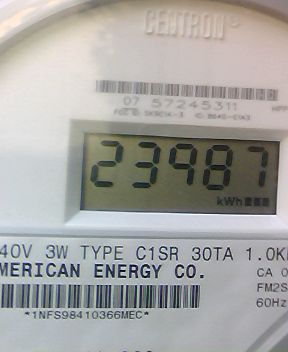 CENTRON®
07 57245311
23987
kWh
40V 3W TYPE C1SR 30TA 1.0K
MERICAN ENERGY CO.
CA 0
FM2S
60Hz
*1NFS98410366MEC*